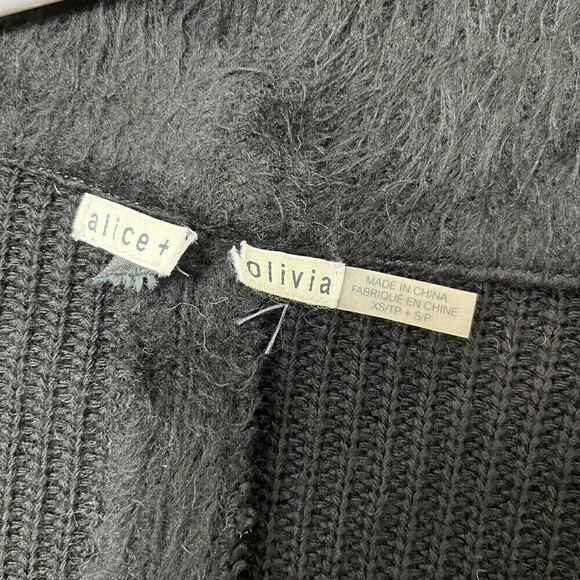 alice +
olivia
MADE IN CHINA
FABRIQUÉ EN CHINE
XS/TP + S/P